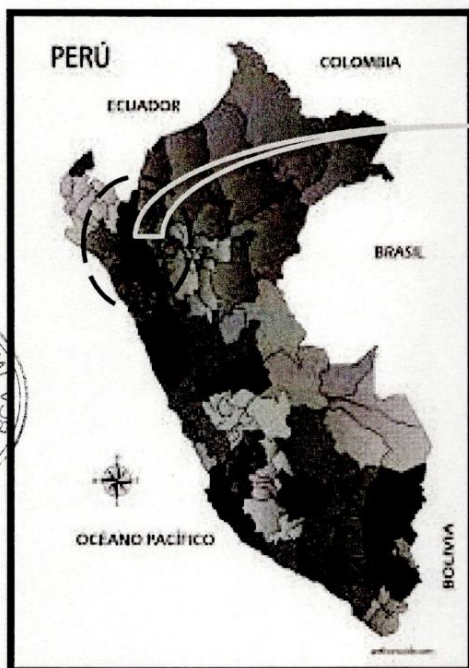 PERÚ
COLOMBIA
ECUADOR
BRASIL
OCÉANO PACÍFICO
BOLIVIA